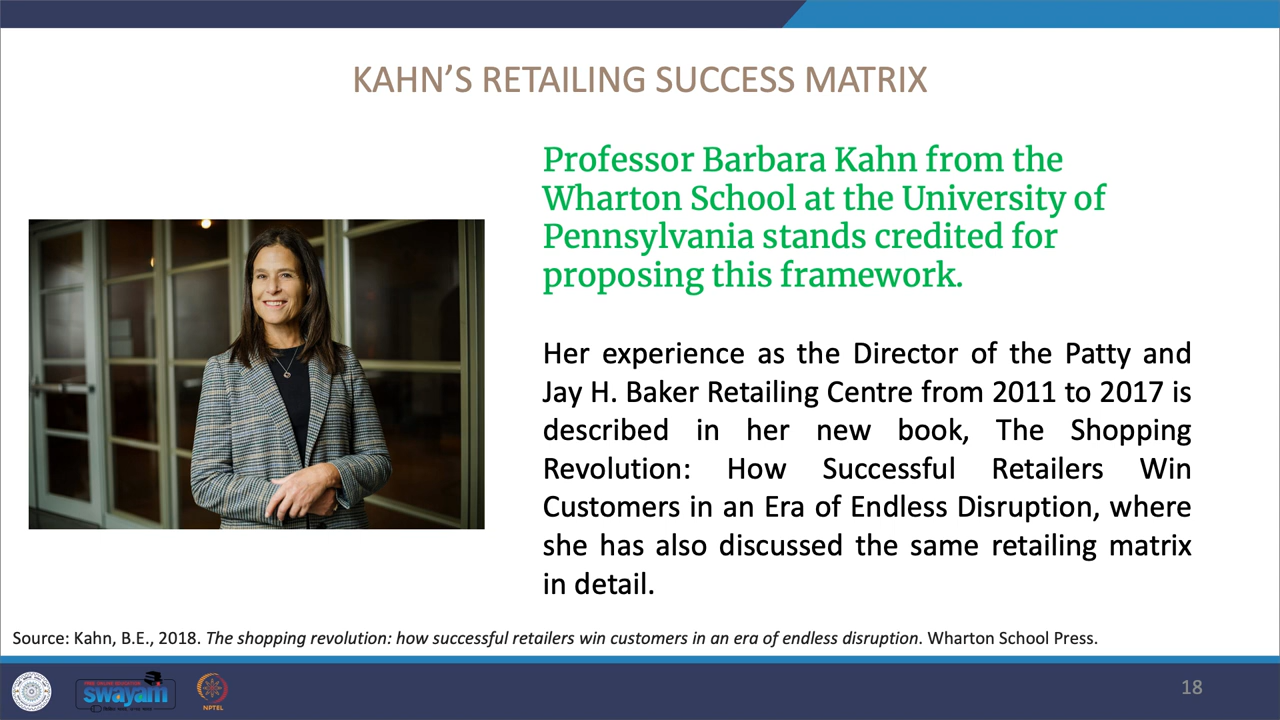 KAHN’S RETAILING SUCCESS MATRIX
Professor Barbara Kahn from the
Wharton School at the University of
Pennsylvania stands credited for
proposing this framework.
Her experience as the Director of the Patty and
Jay H. Baker Retailing Centre from 2011 to 2017 is
described in her new book, The Shopping
Revolution: How Successful Retailers Win
Customers in an Era of Endless Disruption, where
she has also discussed the same retailing matrix
in detail.
Source: Kahn, B.E., 2018. The shopping revolution: how successful retailers win customers in an era of endless disruption. Wharton School Press.
FREE ONLINE EDUCATION
swayam
NPTEL
18